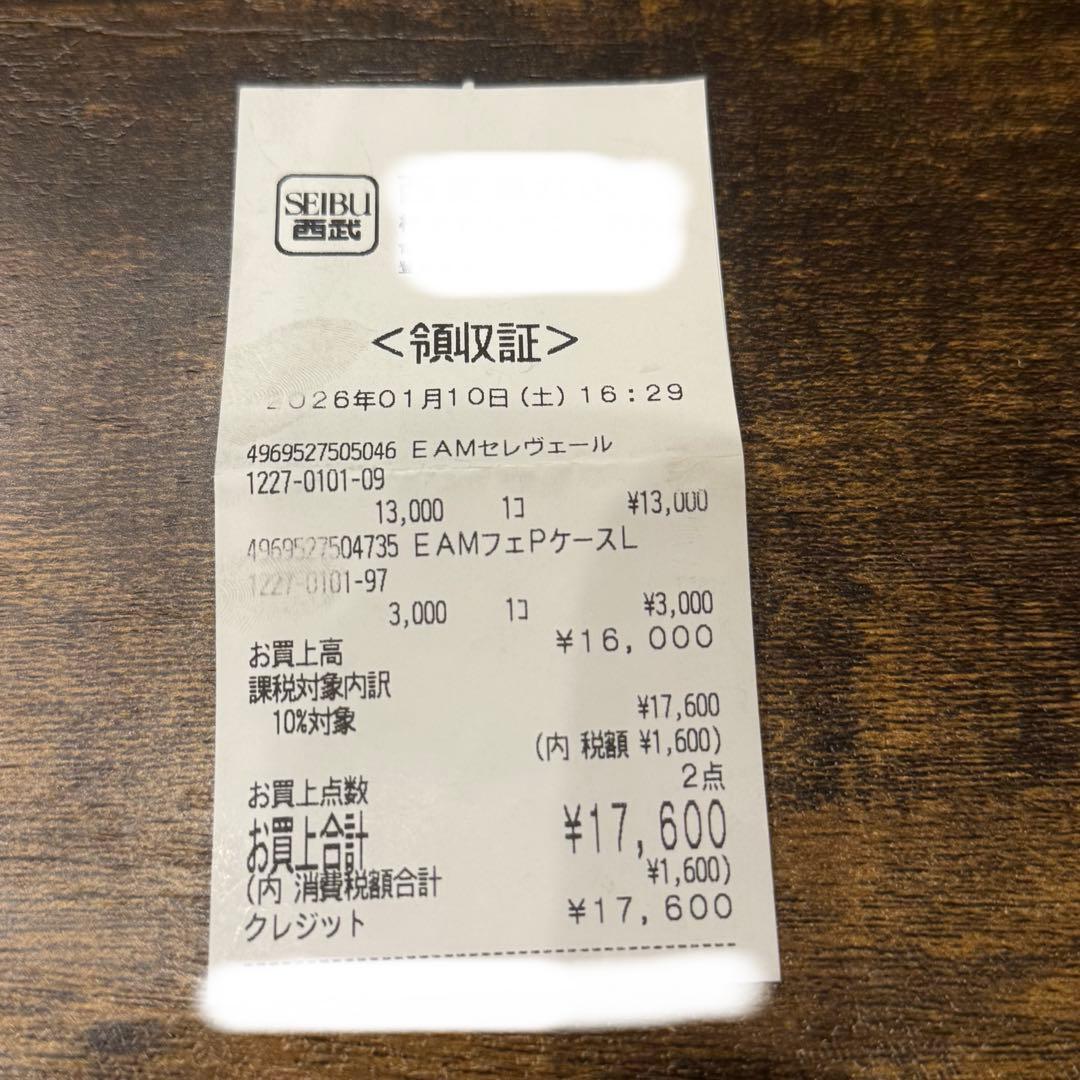 SEIBU
西武
<領収証>
2026年01月10日(土) 16:29
4969527505046 EAMセレヴェール
1227-0101-09
13,000 1コ ¥13,000
4969527504735 EAMフェPケースL
1227-0101-97
3,000 1コ ¥3,000
お買上高 ¥16,000
課税対象内訳
10%対象 ¥17,600
(内 税額 ¥1,600)
お買上点数 2点
お買上合計 ¥17,600
(内 消費税額合計 ¥1,600)
クレジット ¥17,600